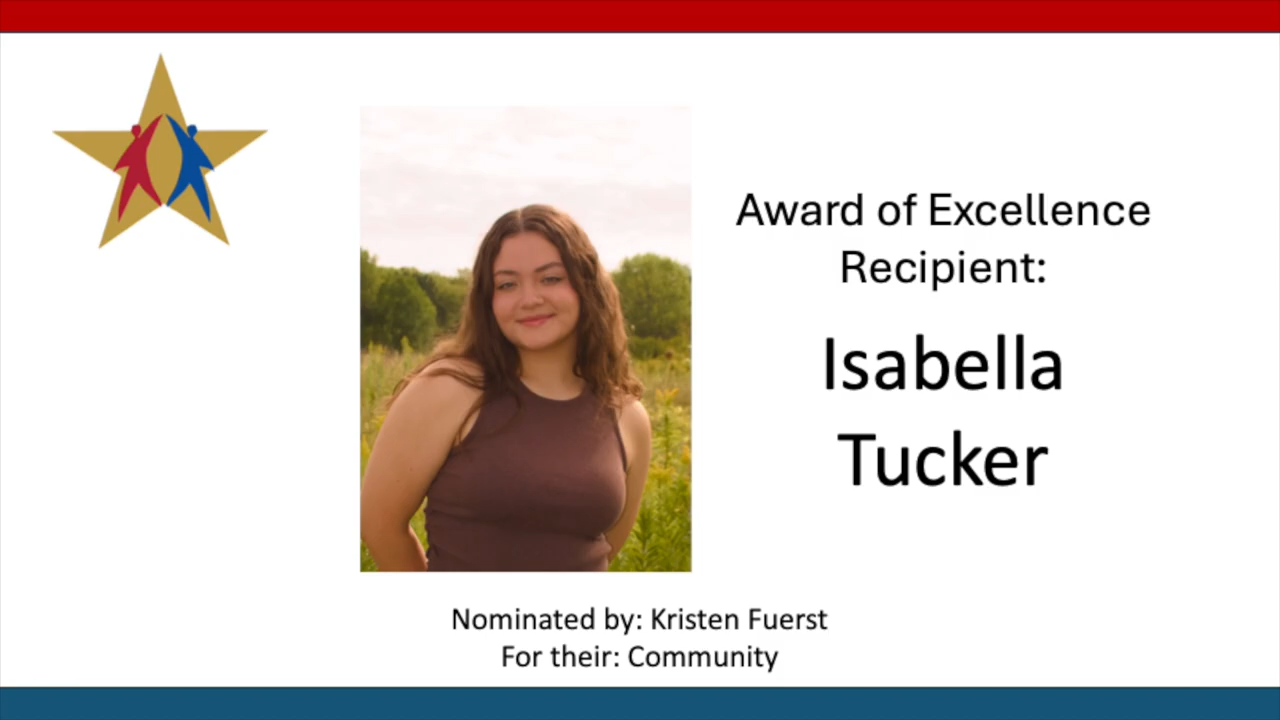 Award of Excellence
Recipient:
Isabella
Tucker
Nominated by: Kristen Fuerst
For their: Community